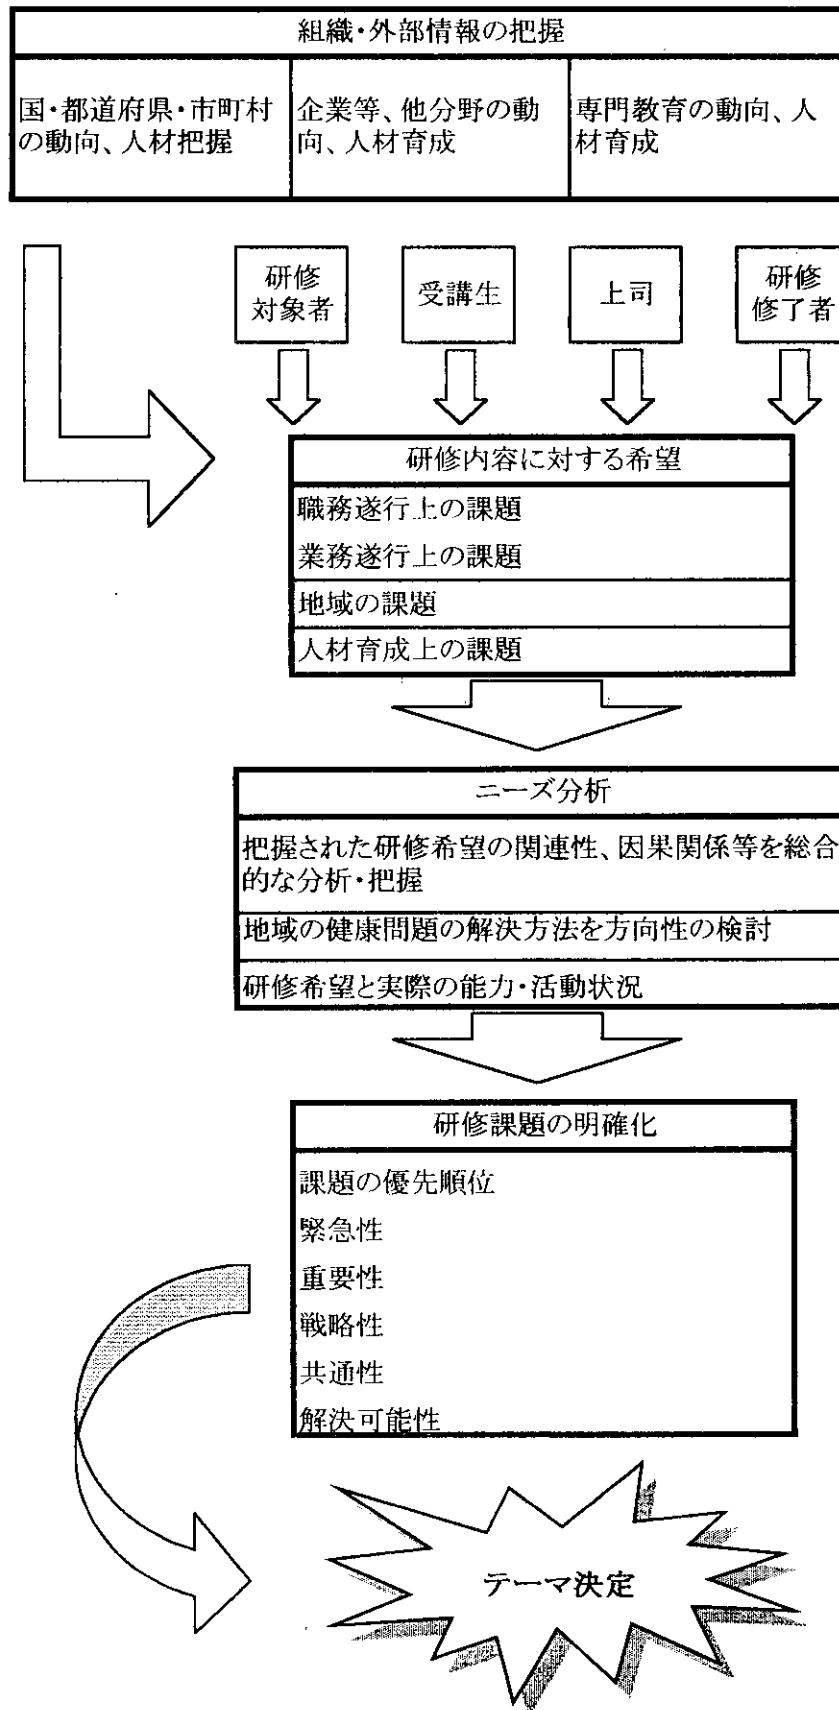 組織・外部情報の把握
国・都道府県・市町村
の動向、人材把握
企業等、他分野の動
向、人材育成
専門教育の動向、人
材育成
研修
対象者
受講生
上司
研修
修了者
研修内容に対する希望
職務遂行上の課題
業務遂行上の課題
地域の課題
人材育成上の課題
ニーズ分析
把握された研修希望の関連性、因果関係等を総合
的な分析・把握
地域の健康問題の解決方法を方向性の検討
研修希望と実際の能力・活動状況
研修課題の明確化
課題の優先順位
緊急性
重要性
戦略性
共通性
解決可能性
テーマ決定